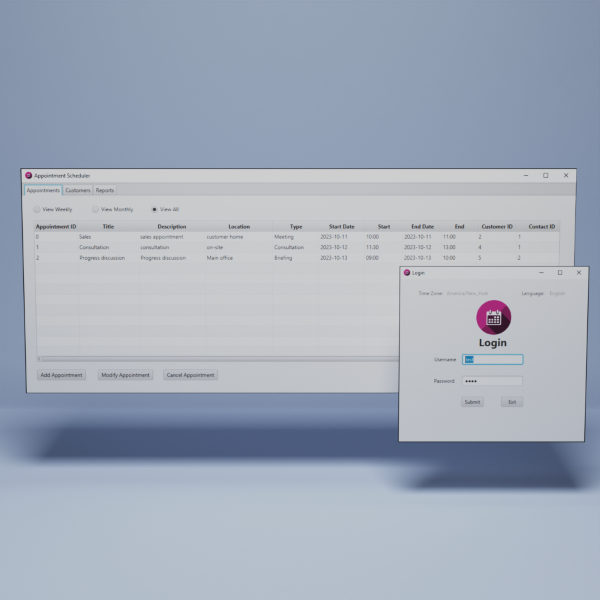 Appointment Scheduler
Appointments Customers Reports
View Weekly View Monthly View All
Appointment ID Title Description Location Type Start Date Start End Date End Customer ID Contact ID
0 Sales sales appointment customer home Meeting 2023-10-11 10:00 2023-10-11 11:00 2 1
1 Consultation consultation on-site Consultation 2023-10-12 11:30 2023-10-12 13:00 4 1
2 Progress discussion Progress discussion Main office Briefing 2023-10-13 09:00 2023-10-13 10:00 5 2
Add Appointment Modify Appointment Cancel Appointment
Login
Time Zone: America/New_York Language: English
Login
Username
Password
Submit Exit